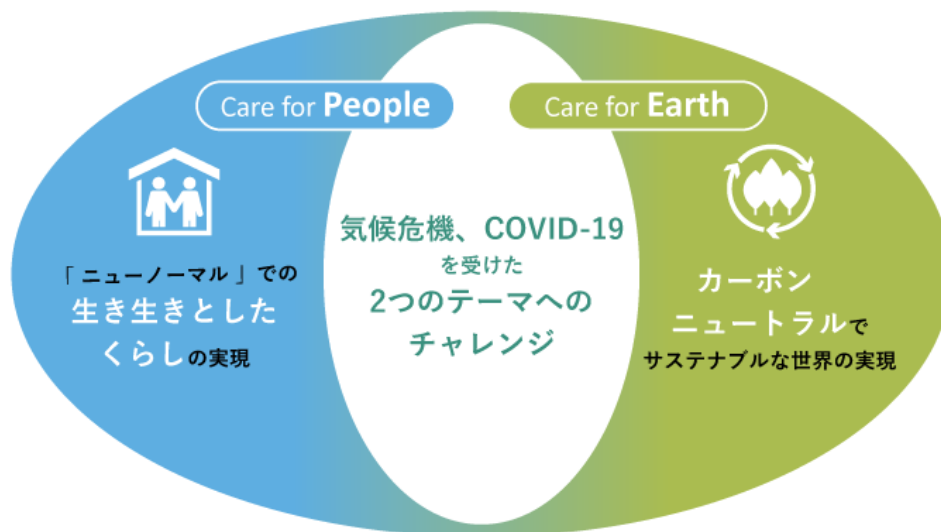 Care for People
Care for Earth
「 ニューノーマル 」での
生き生きとした
くらしの実現
気候危機、COVID-19
を受けた
2つのテーマへの
チャレンジ
カーボン
ニュートラルで
サステナブルな世界の実現